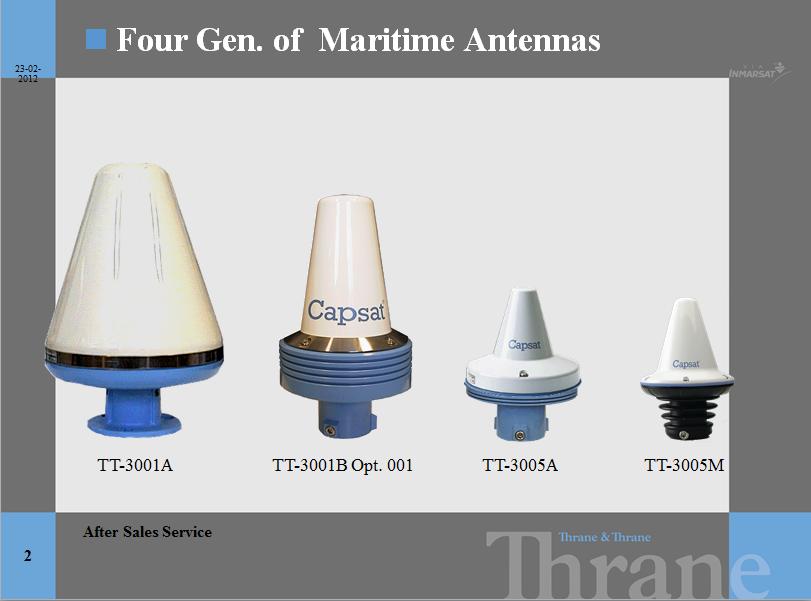 Four Gen. of  Maritime Antennas
23-02-
2012
VIA
INMARSAT
Capsat
Capsat
Capsat
TT-3001A
TT-3001B Opt. 001
TT-3005A
TT-3005M
After Sales Service
2
Thrane & Thrane
Thrane